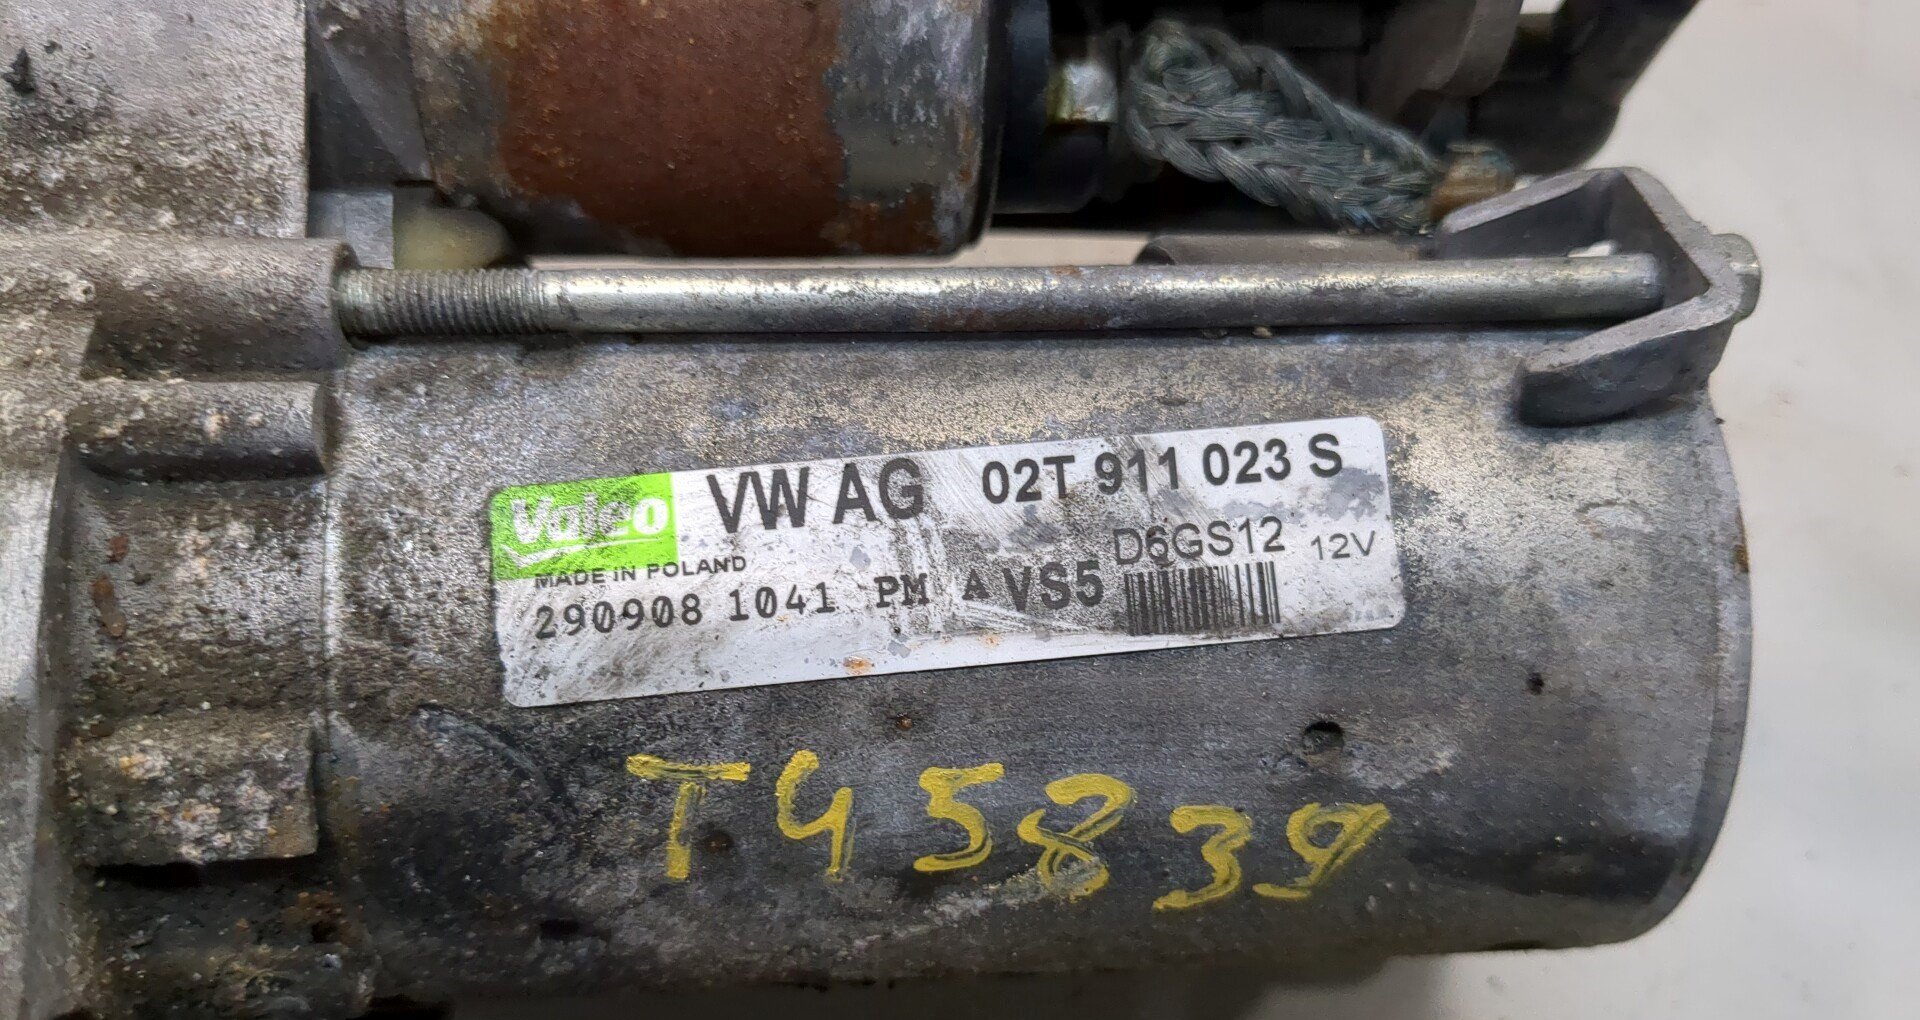 Valeo VW AG 02T 911 023 S
MADE IN POLAND D6GS12 12V
290908 1041 PM A VS5
T45839